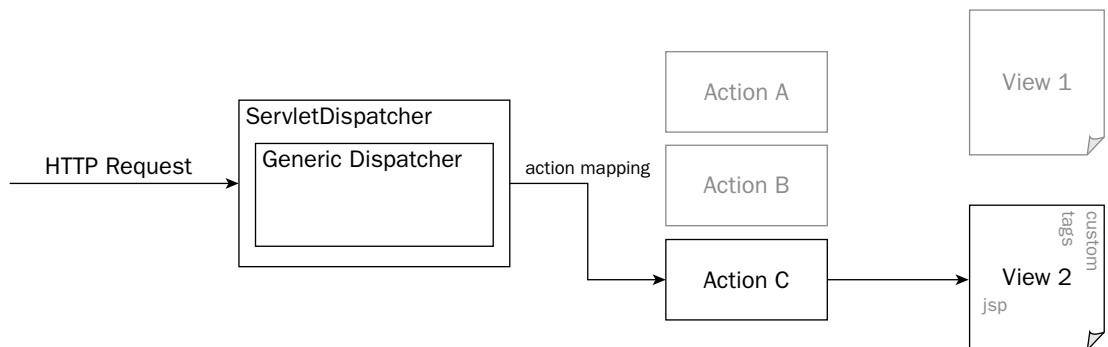 HTTP Request
ServletDispatcher
Generic Dispatcher
action mapping
Action A
Action B
Action C
View 1
custom
tags
View 2
jsp